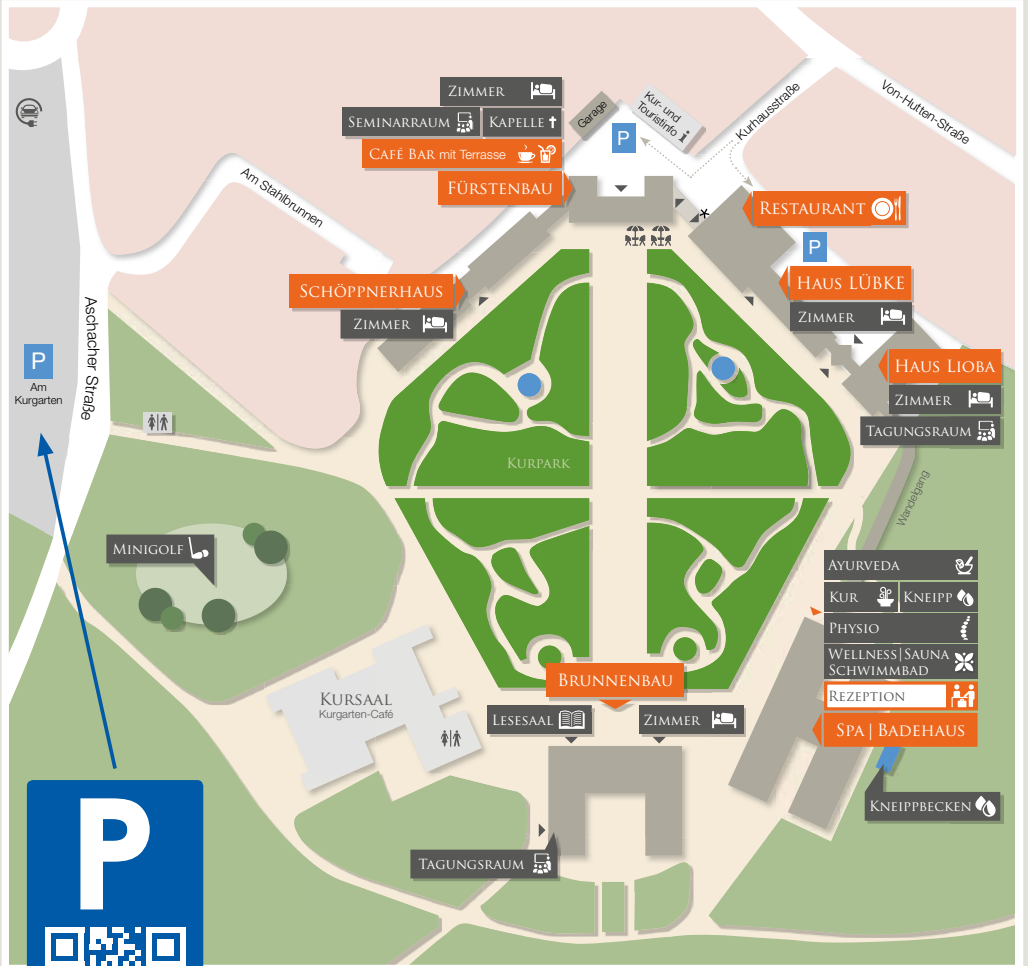 ZIMMER
SEMINARRAUM
KAPELLE
CAFÉ BAR mit Terrasse
FÜRSTENBAU
Garage
P
Kur- und
Touristinfo i
Kurhausstraße
Von-Hutten-Straße
Am Stahlbrunnen
RESTAURANT
P
SCHÖPPNERHAUS
ZIMMER
HAUS LÜBKE
ZIMMER
Aschacher Straße
P
Am
Kurgarten
HAUS LIOBA
ZIMMER
TAGUNGSRAUM
KURPARK
Wandelgang
MINIGOLF
AYURVEDA
KUR
KNEIPP
PHYSIO
WELLNESS|SAUNA
SCHWIMMBAD
REZEPTION
SPA | BADEHAUS
BRUNNENBAU
KURSAAL
Kurgarten-Café
LESESAAL
ZIMMER
KNEIPPBECKEN
P
TAGUNGSRAUM